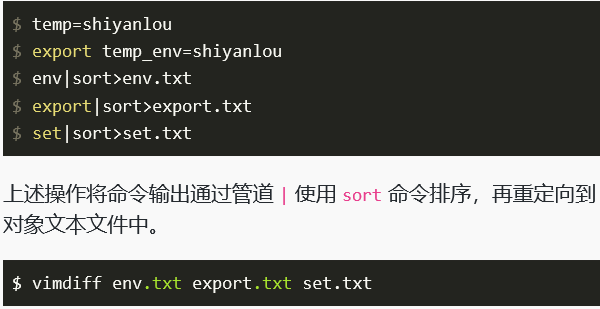 $ temp=shiyanlou
$ export temp_env=shiyanlou
$ env|sort>env.txt
$ export|sort>export.txt
$ set|sort>set.txt
上述操作将命令输出通过管道 | 使用 sort 命令排序，再重定向到
对象文本文件中。
$ vimdiff env.txt export.txt set.txt